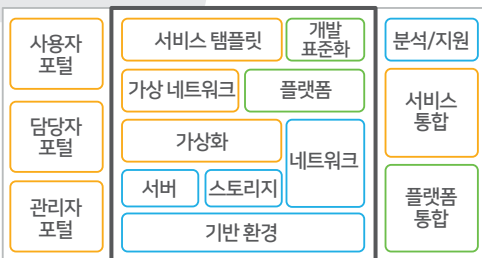 사용자
포털
담당자
포털
관리자
포털
서비스 탬플릿
개발
표준화
가상 네트워크
플랫폼
가상화
네트워크
서버
스토리지
기반 환경
분석/지원
서비스
통합
플랫폼
통합